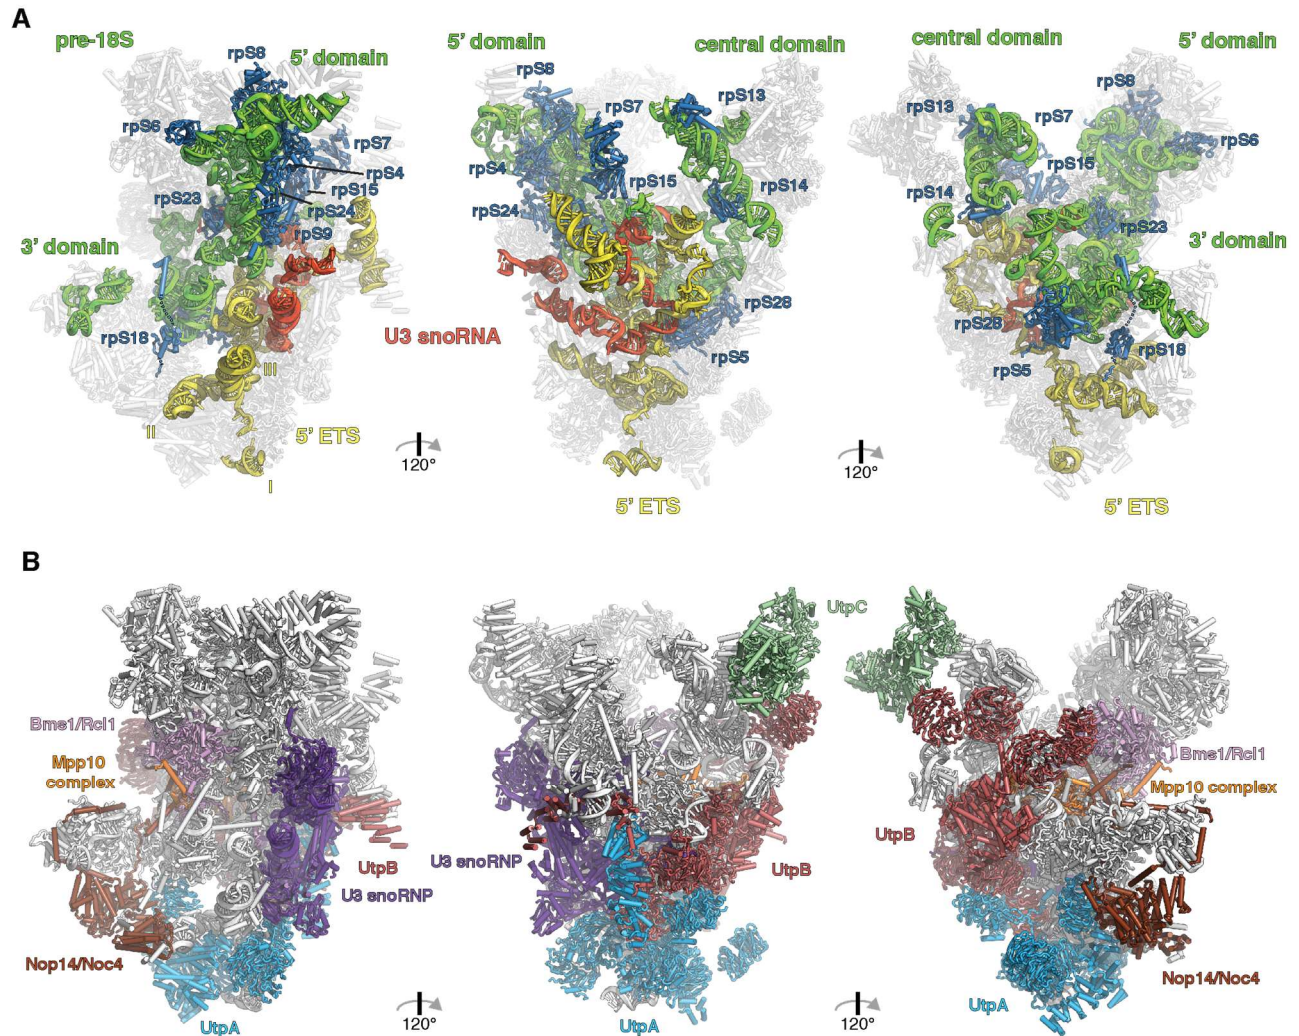 A
pre-18S
rpS8
5' domain
rpS6
rpS7
rpS4
rpS15
rpS23
rpS24
rpS9
3' domain
rpS18
III
II
5' ETS
I
U3 snoRNA
120°
5' domain
central domain
rpS8
rpS7
rpS13
rpS4
rpS15
rpS14
rpS24
rpS28
rpS5
5' ETS
120°
central domain
5' domain
rpS8
rpS13
rpS7
rpS6
rpS15
rpS14
rpS23
3' domain
rpS28
rpS18
rpS5
5' ETS
B
Bms1/Rcl1
Mpp10
complex
UtpB
U3 snoRNP
Nop14/Noc4
UtpA
120°
UtpC
U3 snoRNP
UtpB
UtpA
120°
Bms1/Rcl1
Mpp10 complex
UtpB
Nop14/Noc4
UtpA